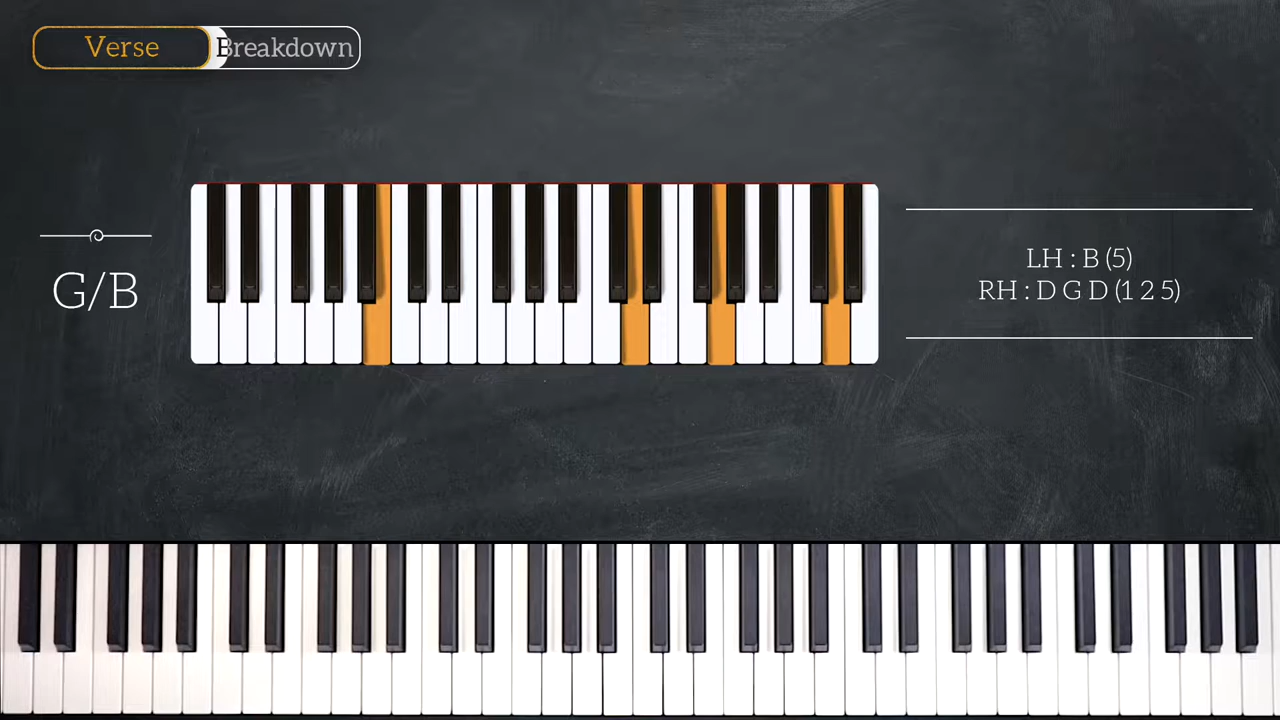 Verse
Breakdown
G/B
LH : B (5)
RH : D G D (1 2 5)